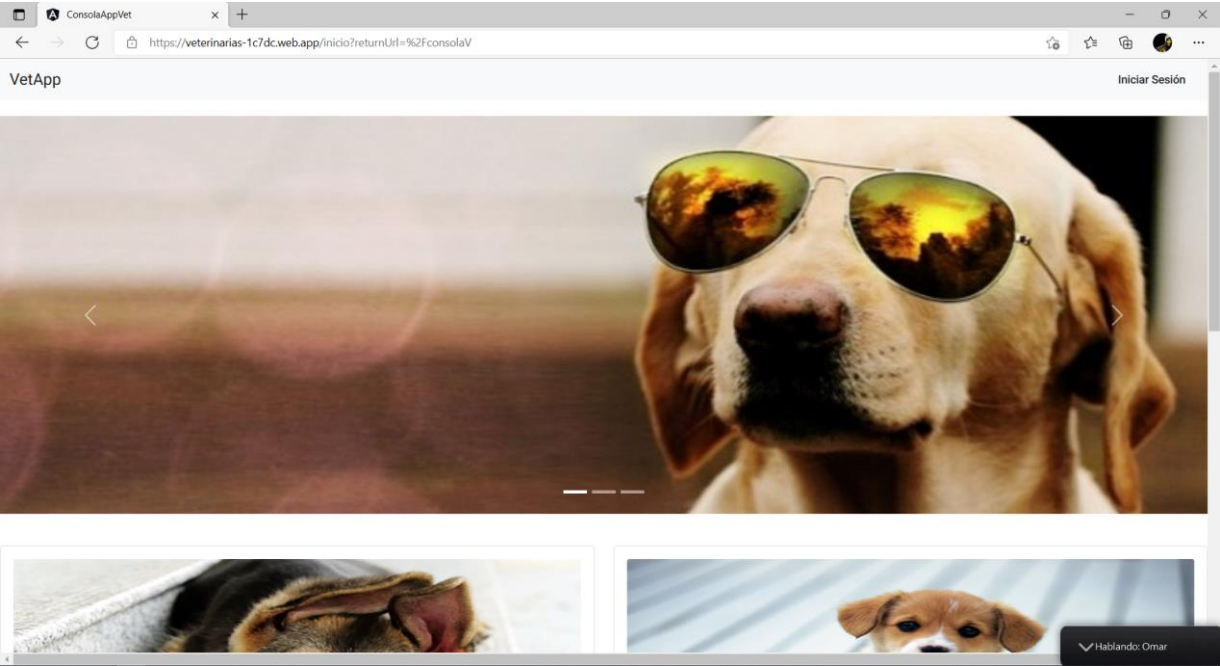 ConsolaAppVet
https://veterinarias-1c7dc.web.app/inicio?returnUrl=%2FconsolaV
VetApp
Iniciar Sesión
Hablando: Omar